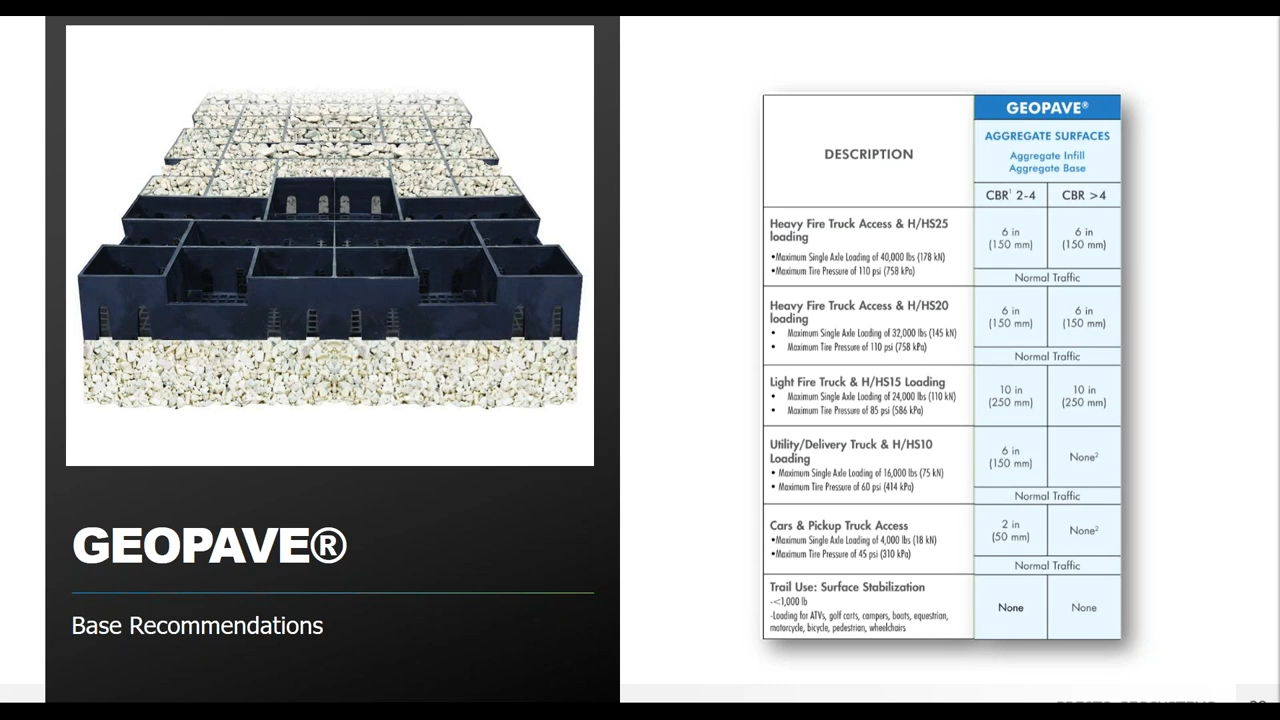 GEOPAVE®
Base Recommendations
DESCRIPTION
GEOPAVE®
AGGREGATE SURFACES
Aggregate Infill
Aggregate Base
CBR¹ 2-4
CBR >4
Heavy Fire Truck Access & H/HS25
loading
•Maximum Single Axle Loading of 40,000 lbs (178 kN)
•Maximum Tire Pressure of 110 psi (758 kPa)
6 in
(150 mm)
6 in
(150 mm)
Normal Traffic
Heavy Fire Truck Access & H/HS20
loading
• Maximum Single Axle Loading of 32,000 lbs (145 kN)
• Maximum Tire Pressure of 110 psi (758 kPa)
6 in
(150 mm)
6 in
(150 mm)
Normal Traffic
Light Fire Truck & H/HS15 Loading
• Maximum Single Axle Loading of 24,000 lbs (110 kN)
• Maximum Tire Pressure of 85 psi (586 kPa)
10 in
(250 mm)
10 in
(250 mm)
Utility/Delivery Truck & H/HS10
Loading
• Maximum Single Axle Loading of 16,000 lbs (75 kN)
• Maximum Tire Pressure of 60 psi (414 kPa)
6 in
(150 mm)
None²
Normal Traffic
Cars & Pickup Truck Access
•Maximum Single Axle Loading of 4,000 lbs (18 kN)
•Maximum Tire Pressure of 45 psi (310 kPa)
2 in
(50 mm)
None²
Normal Traffic
Trail Use: Surface Stabilization
-<1,000 lb
-Loading for ATVs, golf carts, campers, boats, equestrian,
motorcycle, bicycle, pedestrian, wheelchairs
None
None